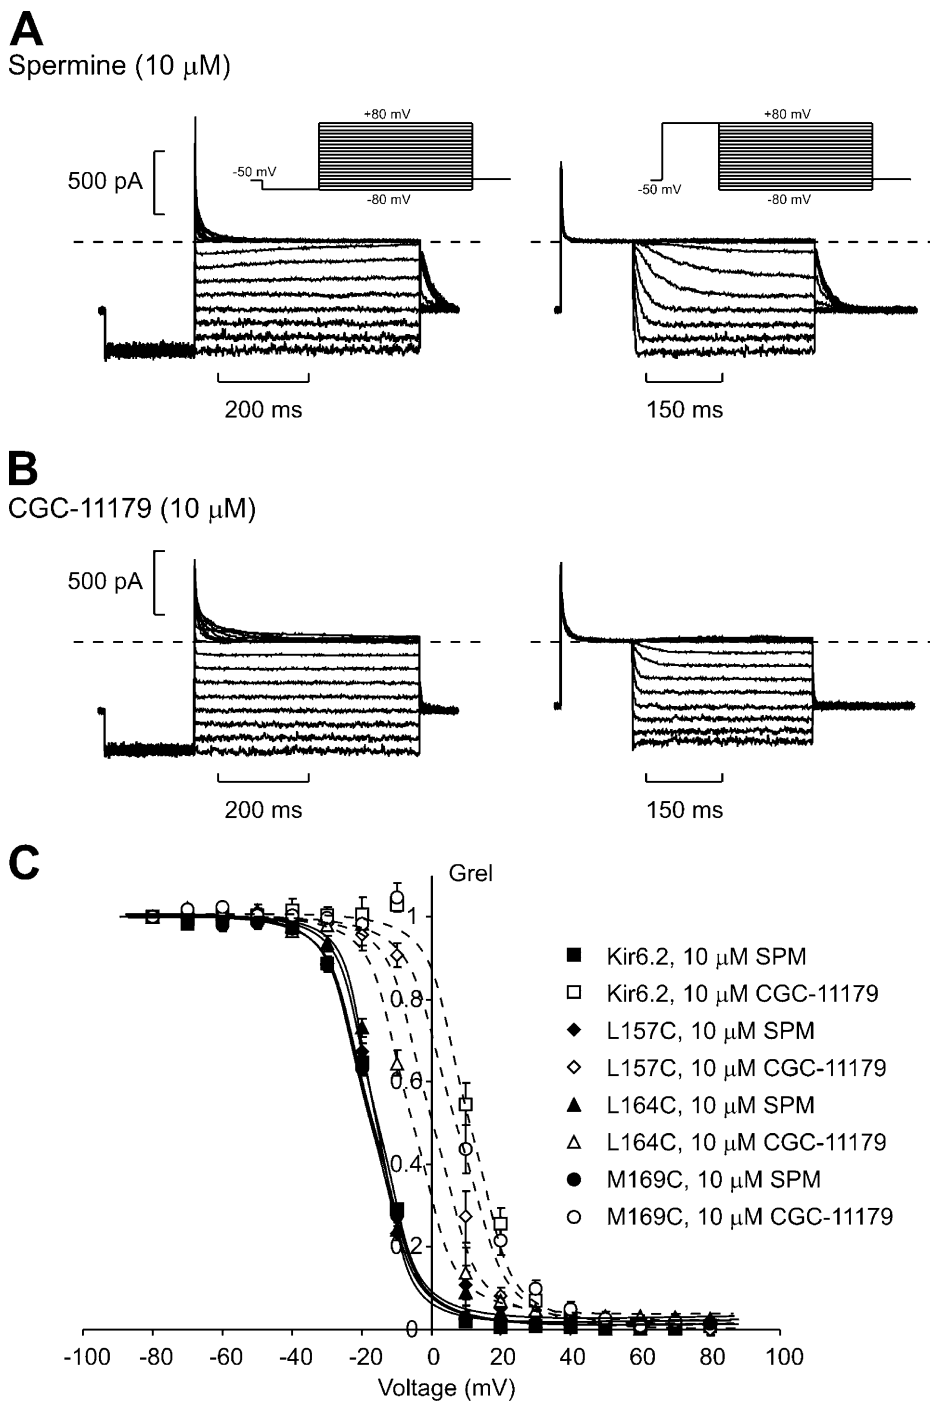 A
Spermine (10 μM)
+80 mV
-50 mV
-80 mV
500 pA
+80 mV
-50 mV
-80 mV
200 ms
150 ms
B
CGC-11179 (10 μM)
500 pA
200 ms
150 ms
C
Grel
1
0.8
0.6
0.4
0.2
0
-100 -80 -60 -40 -20 0 20 40 60 80 100
Voltage (mV)
Kir6.2, 10 μM SPM
Kir6.2, 10 μM CGC-11179
L157C, 10 μM SPM
L157C, 10 μM CGC-11179
L164C, 10 μM SPM
L164C, 10 μM CGC-11179
M169C, 10 μM SPM
M169C, 10 μM CGC-11179